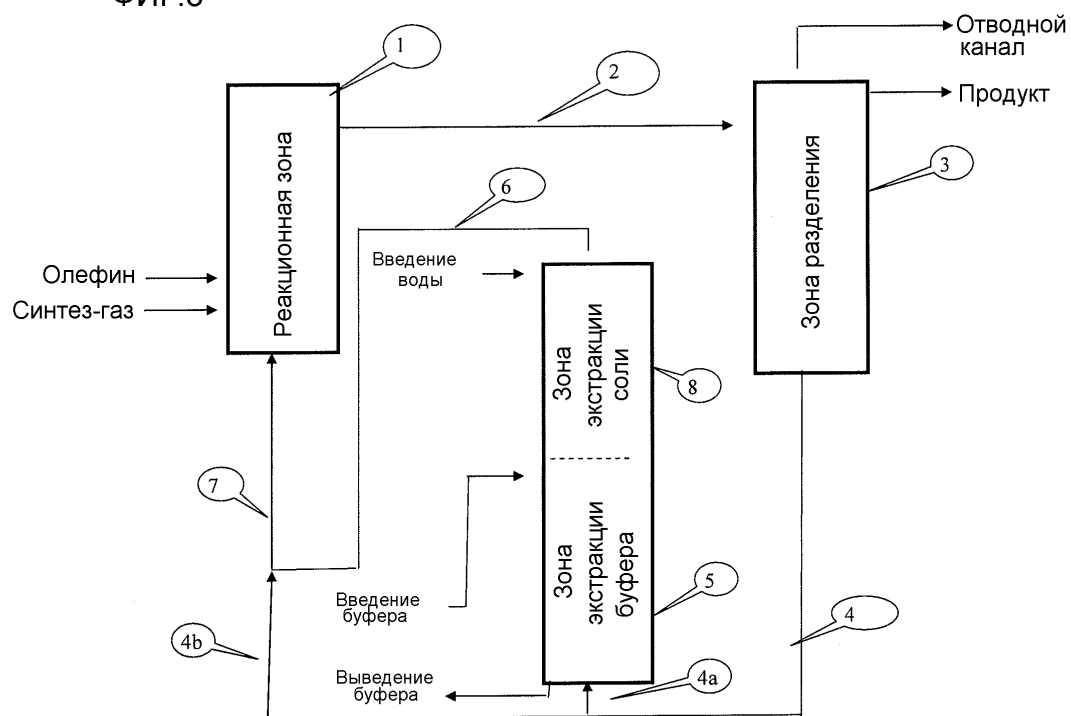 1
2
Отводной
канал
Продукт
3
Реакционная зона
Зона разделения
6
Введение
воды
Олефин
Синтез-газ
Зона
экстракции
соли
8
7
Зона
экстракции
буфера
5
Введение
буфера
4
4b
Выведение
буфера
4a